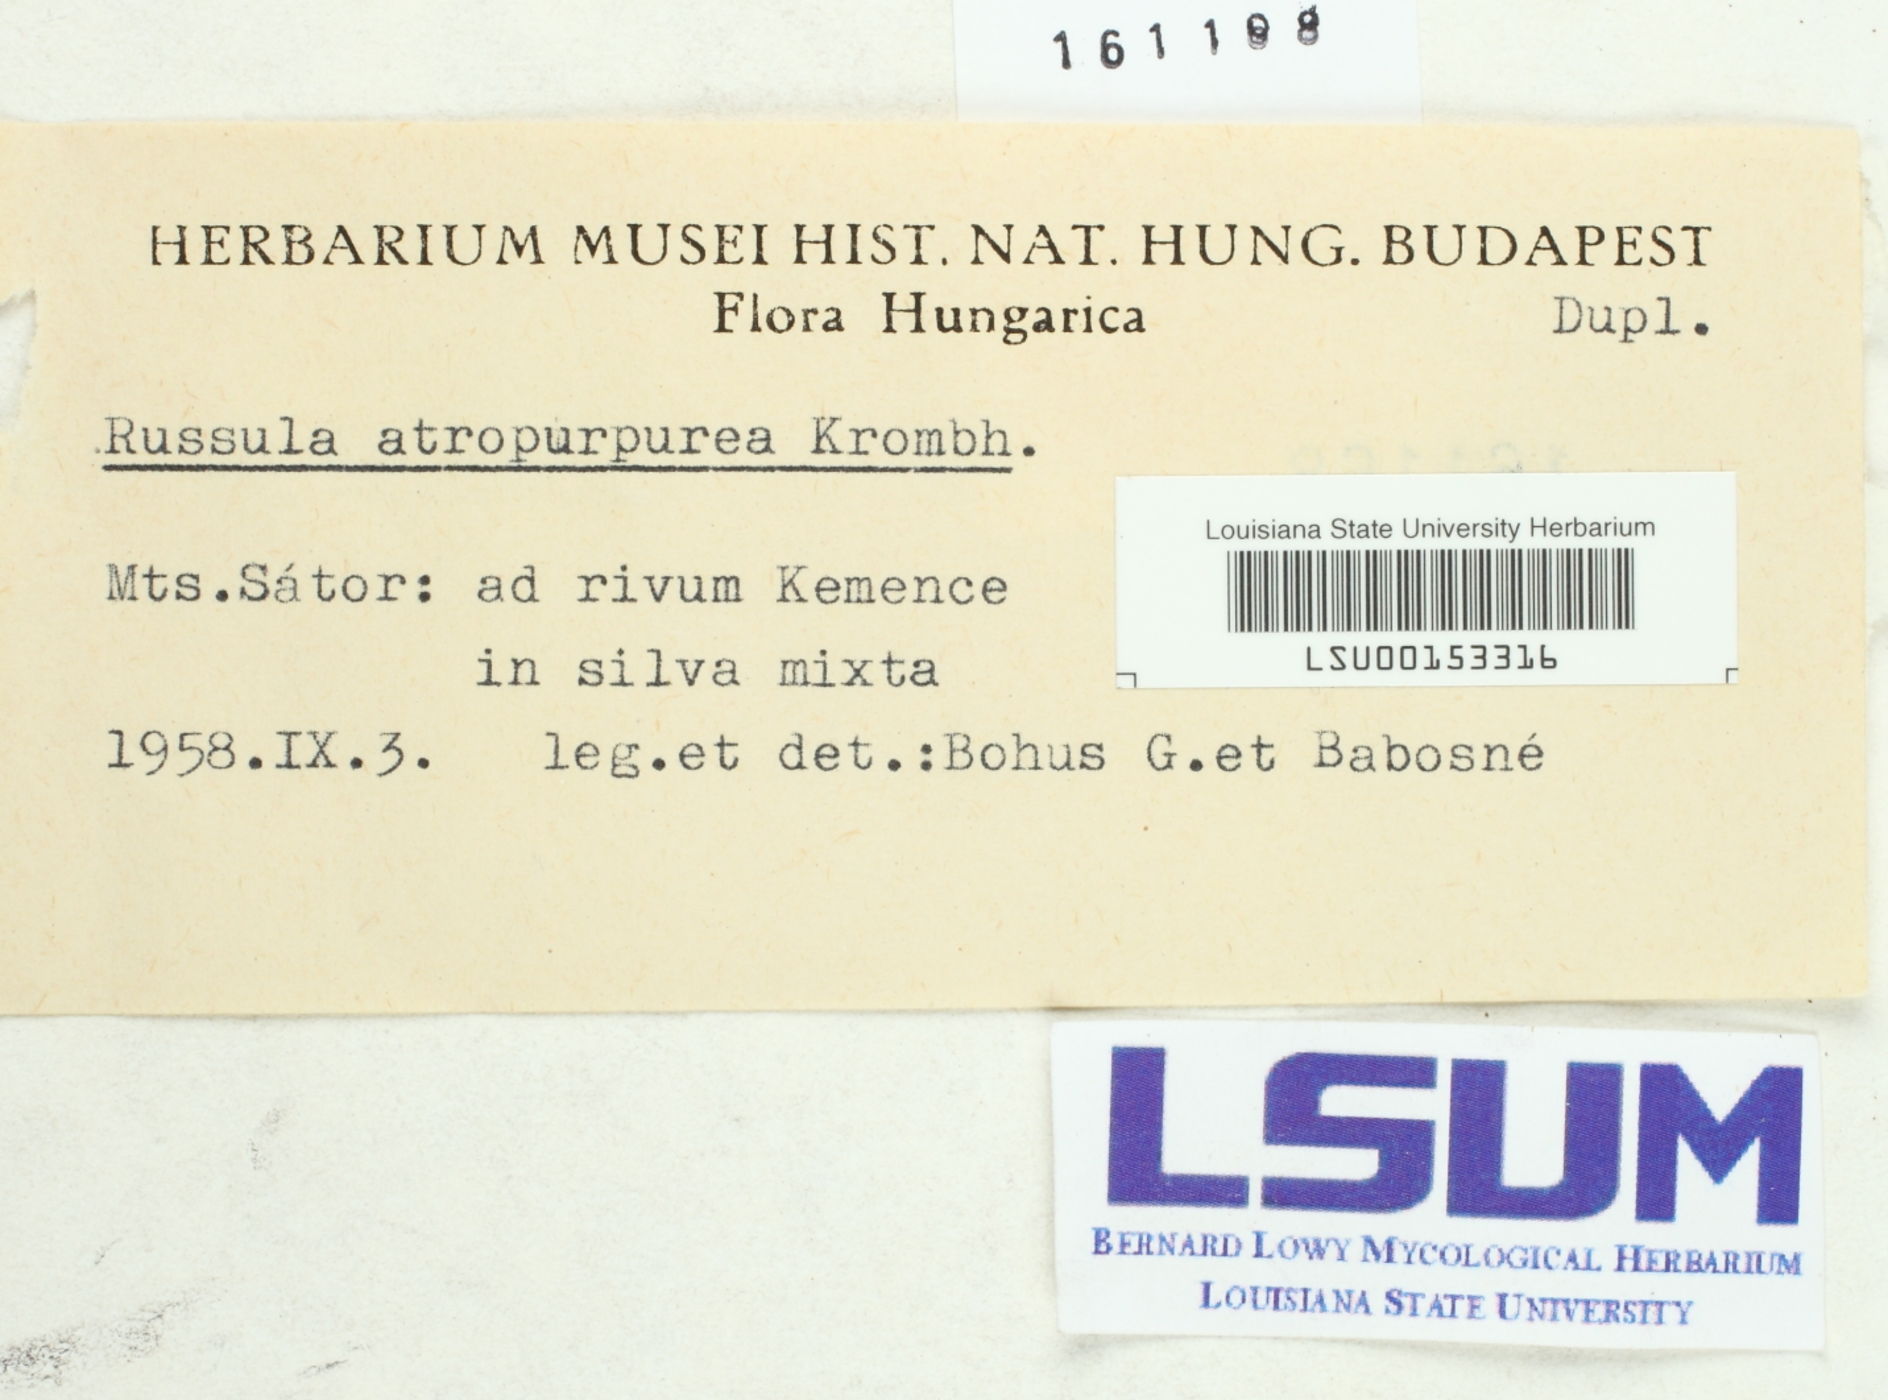 HERBARIUM MUSEI HIST. NAT. HUNG. BUDAPEST
Flora Hungarica
Dupl.
Russula atropurpurea Krombh.
Louisiana State University Herbarium
LSU00153316
Mts.Sátor: ad rivum Kemence
in silva mixta
1958.IX.3. leg.et det.:Bohus G.et Babosné
LSUM
BERNARD LOWY MYCOLOGICAL HERBARIUM
LOUISIANA STATE UNIVERSITY